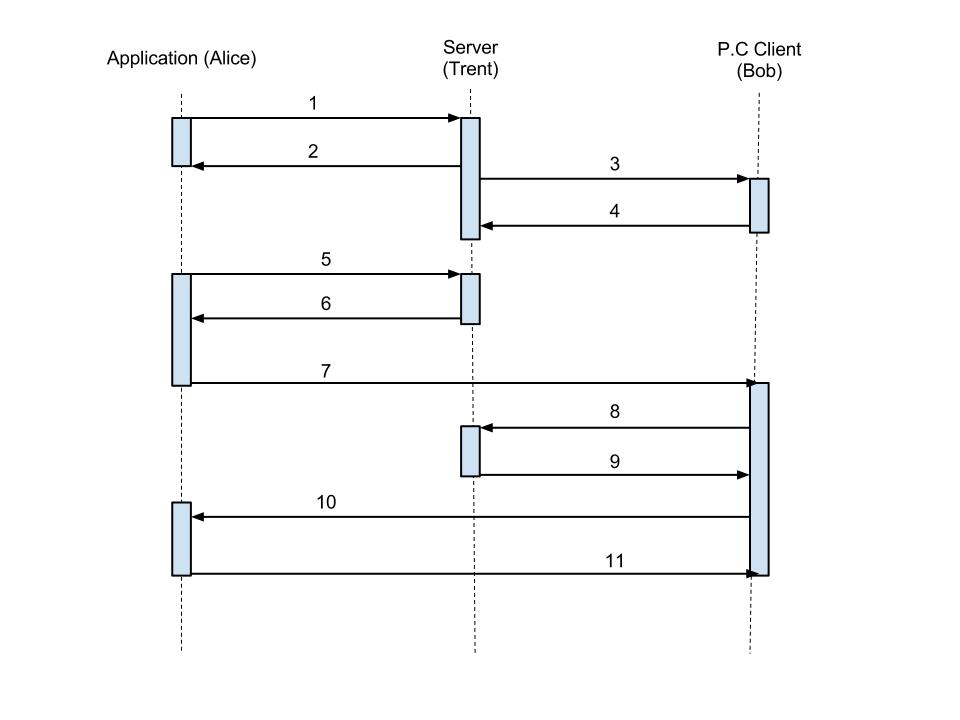 Application (Alice)
Server
(Trent)
P.C Client
(Bob)
1
2
3
4
5
6
7
8
9
10
11